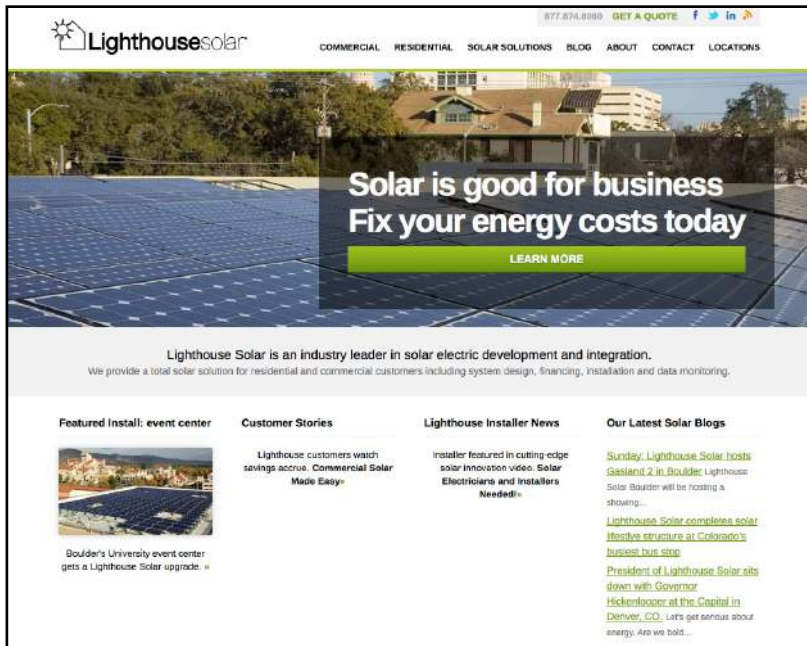 877.874.8080 GET A QUOTE
Lighthousesolar
COMMERCIAL RESIDENTIAL SOLAR SOLUTIONS BLOG ABOUT CONTACT LOCATIONS
Solar is good for business
Fix your energy costs today
LEARN MORE
Lighthouse Solar is an industry leader in solar electric development and integration.
We provide a total solar solution for residential and commercial customers including system design, financing, installation and data monitoring.
Featured Install: event center
Boulder's University event center
gets a Lighthouse Solar upgrade. »
Customer Stories
Lighthouse customers watch
savings accrue. Commercial Solar
Made Easy»
Lighthouse Installer News
Installer featured in cutting-edge
solar innovation video. Solar
Electricians and Installers
Needed!»
Our Latest Solar Blogs
Sunday: Lighthouse Solar hosts
Gasland 2 in Boulder Lighthouse
Solar Boulder will be hosting a
showing...
Lighthouse Solar completes solar
lifestlye structure at Colorado's
busiest bus stop
President of Lighthouse Solar sits
down with Governor
Hickenlooper at the Capital in
Denver, CO. Let's get serious about
energy. Are we bold...